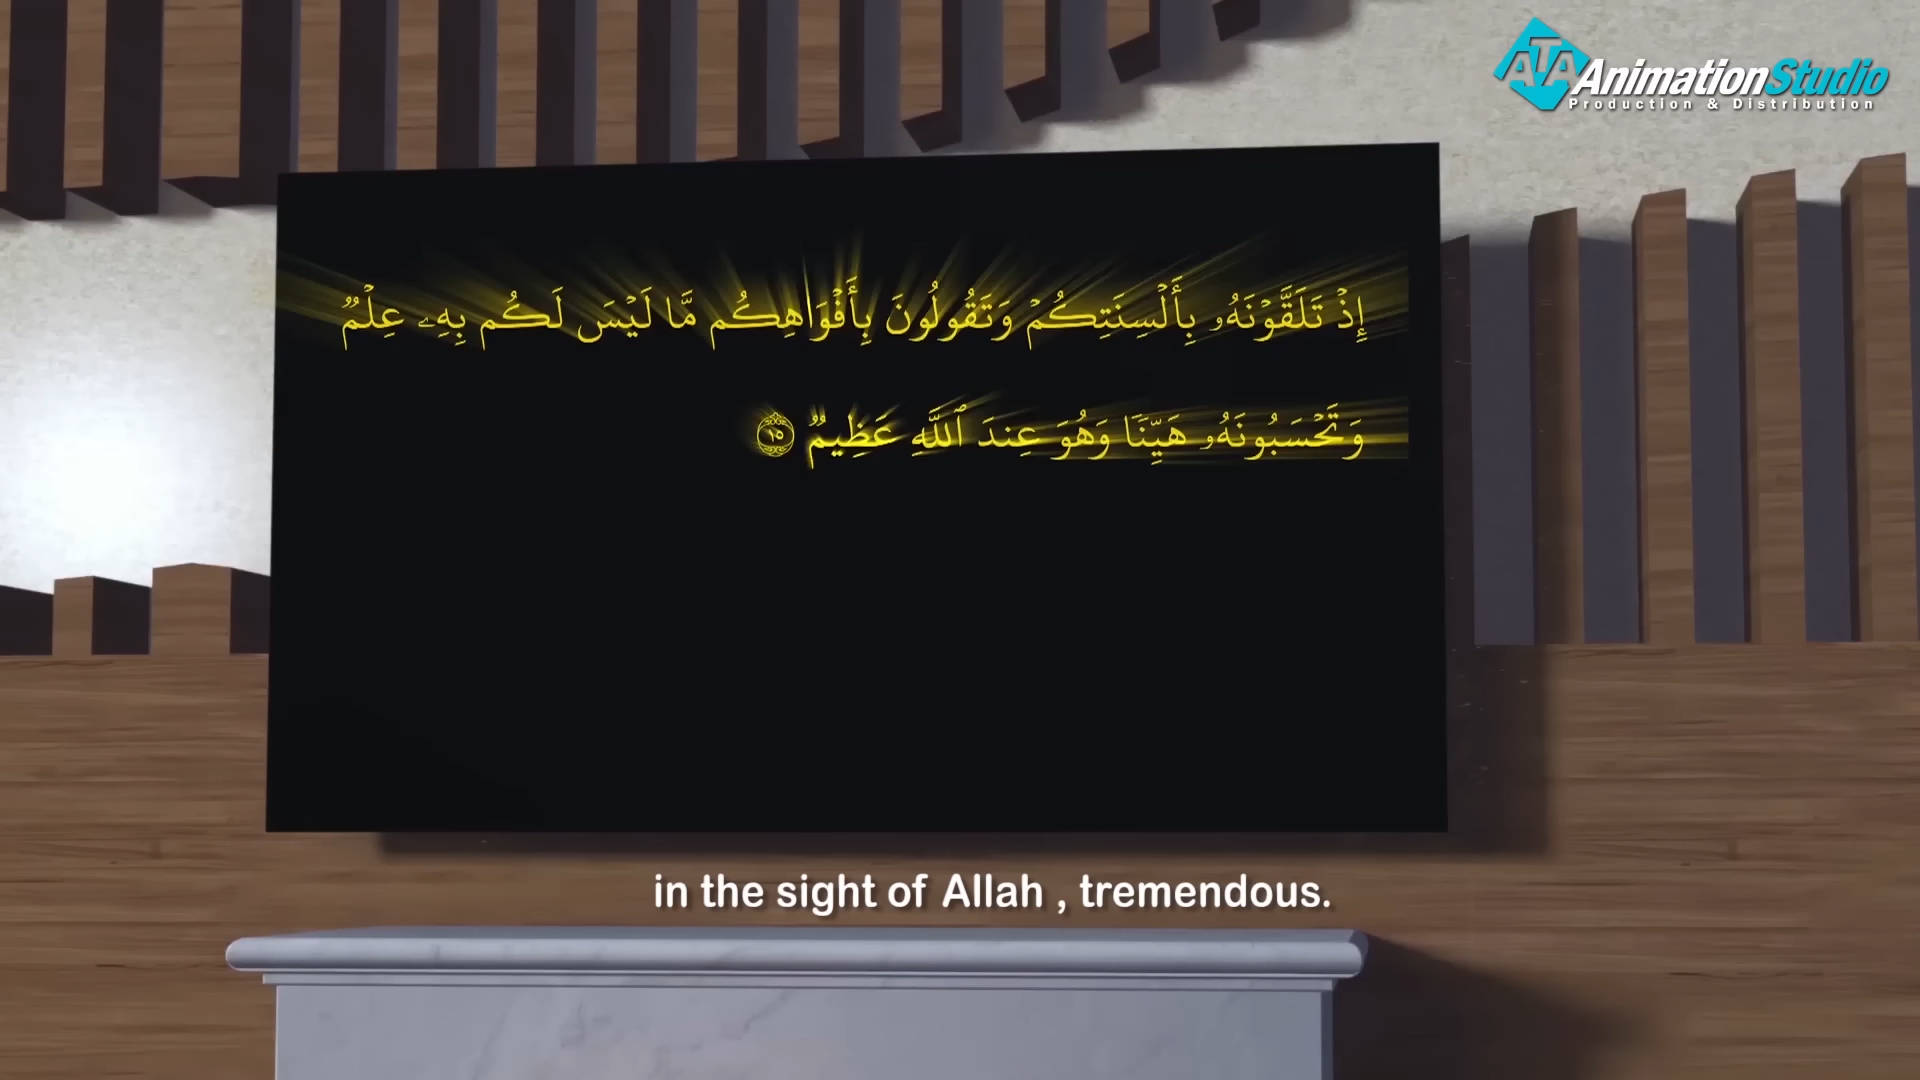 ATA AnimationStudio
Production & Distribution
إِذْ تَلَقَّوْنَهُۥ بِأَلْسِنَتِكُمْ وَتَقُولُونَ بِأَفْوَاهِكُم مَّا لَيْسَ لَكُم بِهِۦ عِلْمٌ
وَتَحْسَبُونَهُۥ هَيِّنًا وَهُوَ عِندَ ٱللَّهِ عَظِيمٌ ١٥
in the sight of Allah , tremendous.